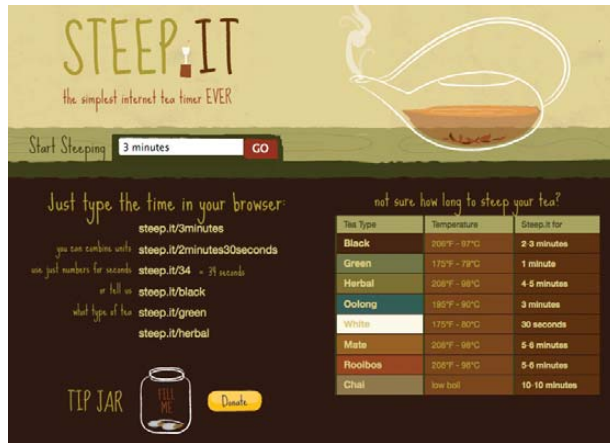 STEEP.IT
the simplest internet tea timer EVER
Start Steeping 3 minutes GO
Just type the time in your browser:
steep.it/3minutes
you can combine units steep.it/2minutes30seconds
use just numbers for seconds steep.it/34 = 34 seconds
or tell us steep.it/black
what type of tea steep.it/green
steep.it/herbal
TIP JAR FILL ME Donate
not sure how long to steep your tea?
Tea Type Temperature Steep.it for
Black 206°F - 97°C 2-3 minutes
Green 175°F - 79°C 1 minute
Herbal 208°F - 98°C 4-5 minutes
Oolong 195°F - 90°C 3 minutes
White 175°F - 80°C 30 seconds
Mate 208°F - 98°C 5-6 minutes
Rooibos 208°F - 98°C 5-6 minutes
Chai low boil 10-10 minutes